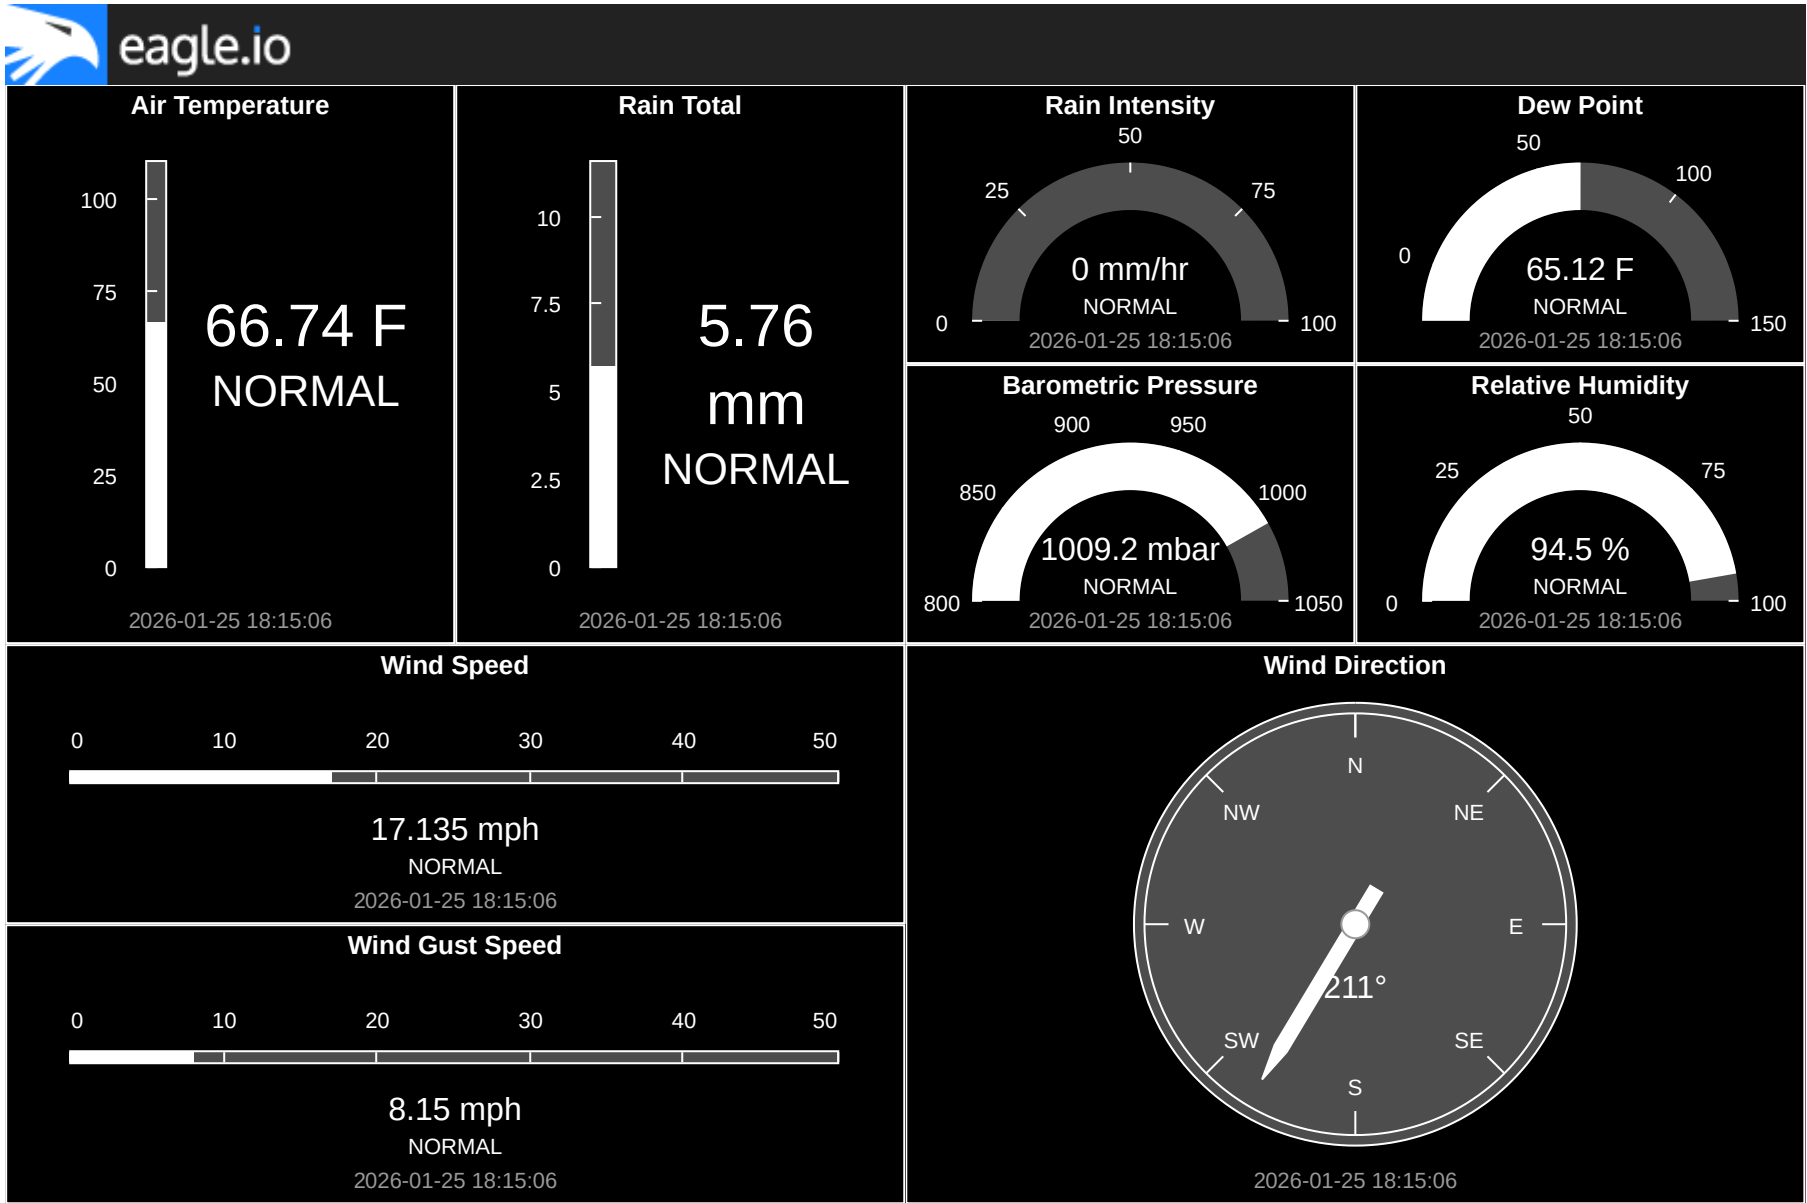 eagle.io
Air Temperature
100
75
50
25
0
66.74 F
NORMAL
2026-01-25 18:15:06
Rain Total
10
7.5
5
2.5
0
5.76
mm
NORMAL
2026-01-25 18:15:06
Rain Intensity
50
25
75
0
100
0 mm/hr
NORMAL
2026-01-25 18:15:06
Dew Point
50
100
0
150
65.12 F
NORMAL
2026-01-25 18:15:06
Barometric Pressure
900
950
850
1000
800
1050
1009.2 mbar
NORMAL
2026-01-25 18:15:06
Relative Humidity
50
25
75
0
100
94.5 %
NORMAL
2026-01-25 18:15:06
Wind Speed
0 10 20 30 40 50
17.135 mph
NORMAL
2026-01-25 18:15:06
Wind Gust Speed
0 10 20 30 40 50
8.15 mph
NORMAL
2026-01-25 18:15:06
Wind Direction
N
NW
NE
W
E
211°
SW
SE
S
2026-01-25 18:15:06